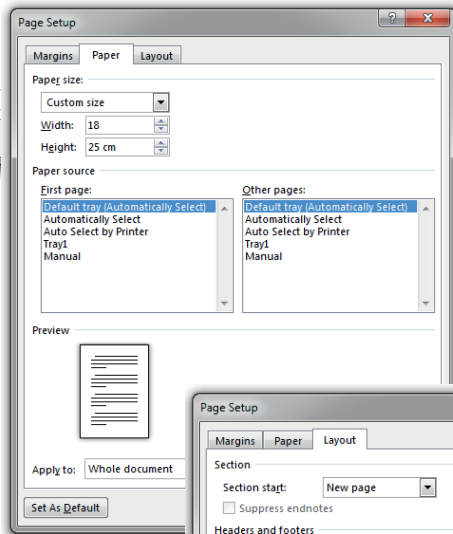 Page Setup
?
Margins Paper Layout
Paper size:
Custom size
Width: 18
Height: 25 cm
Paper source
First page: Other pages:
Default tray (Automatically Select) Default tray (Automatically Select)
Automatically Select Automatically Select
Auto Select by Printer Auto Select by Printer
Tray1 Tray1
Manual Manual
Preview
Apply to: Whole document
Set As Default
Page Setup
Margins Paper Layout
Section
Section start: New page
Suppress endnotes
Headers and footers